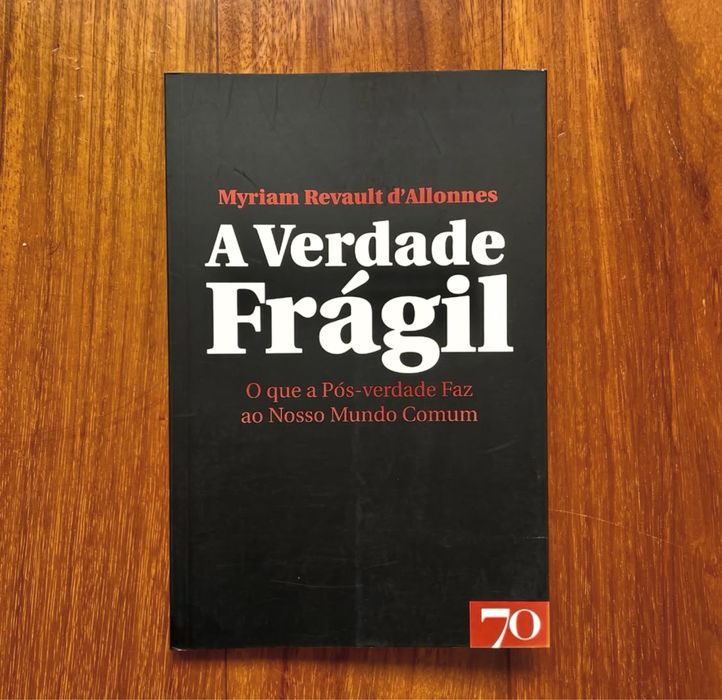 Myriam Revault d'Allonnes
A Verdade
Frágil
O que a Pós-verdade Faz
ao Nosso Mundo Comum
70